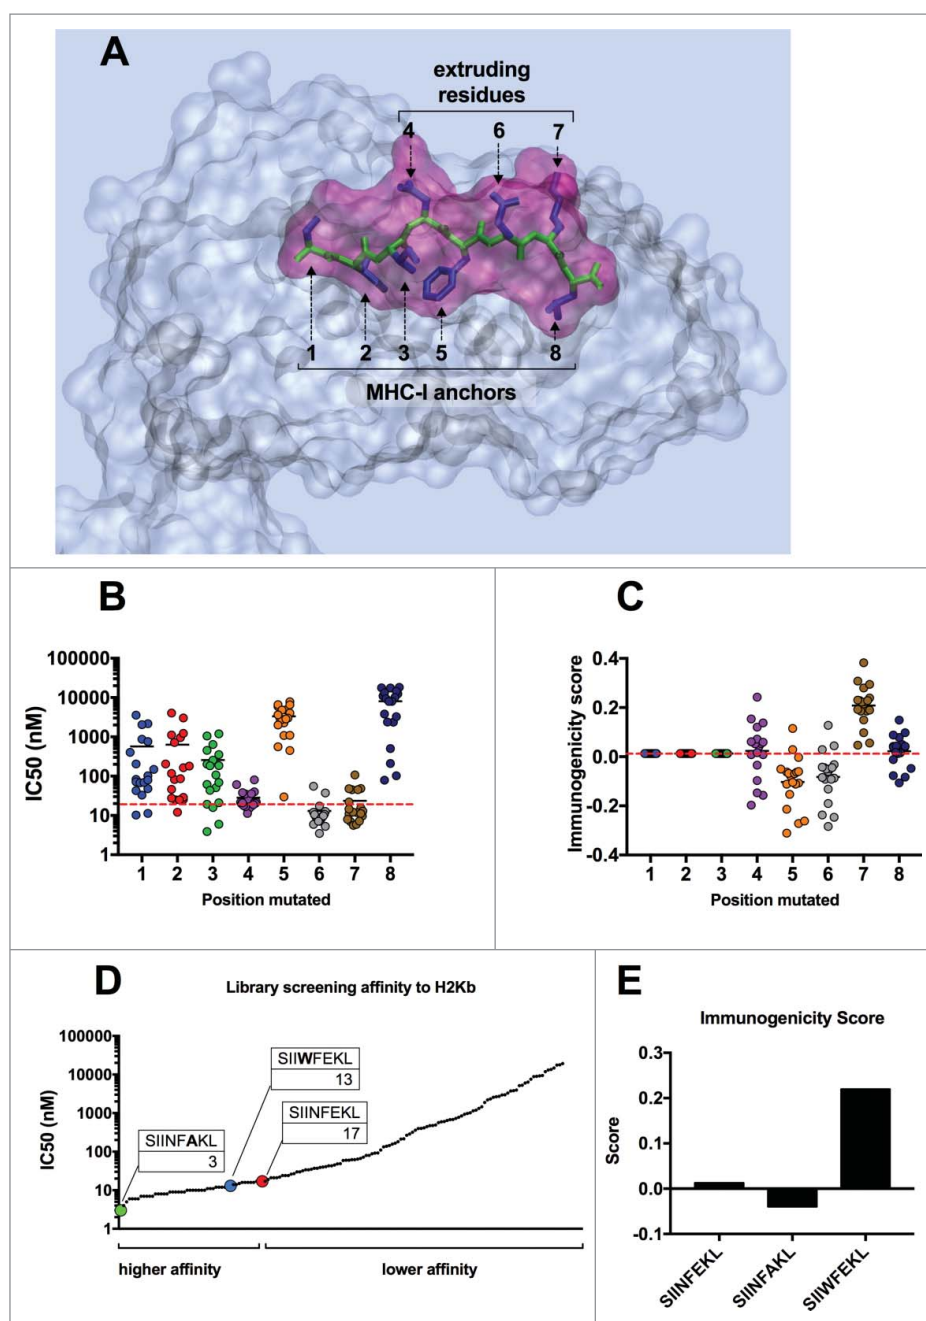 A
extruding
residues
4 6 7
1 2 3 5 8
MHC-I anchors
B
IC50 (nM)
100000
10000
1000
100
10
1
1 2 3 4 5 6 7 8
Position mutated
C
Immunogenicity score
0.4
0.2
0.0
-0.2
-0.4
1 2 3 4 5 6 7 8
Position mutated
D
Library screening affinity to H2Kb
IC50 (nM)
100000
10000
1000
100
10
1
SIIWFEKL
13
SIINFEKL
17
SIINFAKL
3
higher affinity
lower affinity
E
Immunogenicity Score
Score
0.3
0.2
0.1
0.0
-0.1
SIINFEKL
SIINFAKL
SIIWFEKL